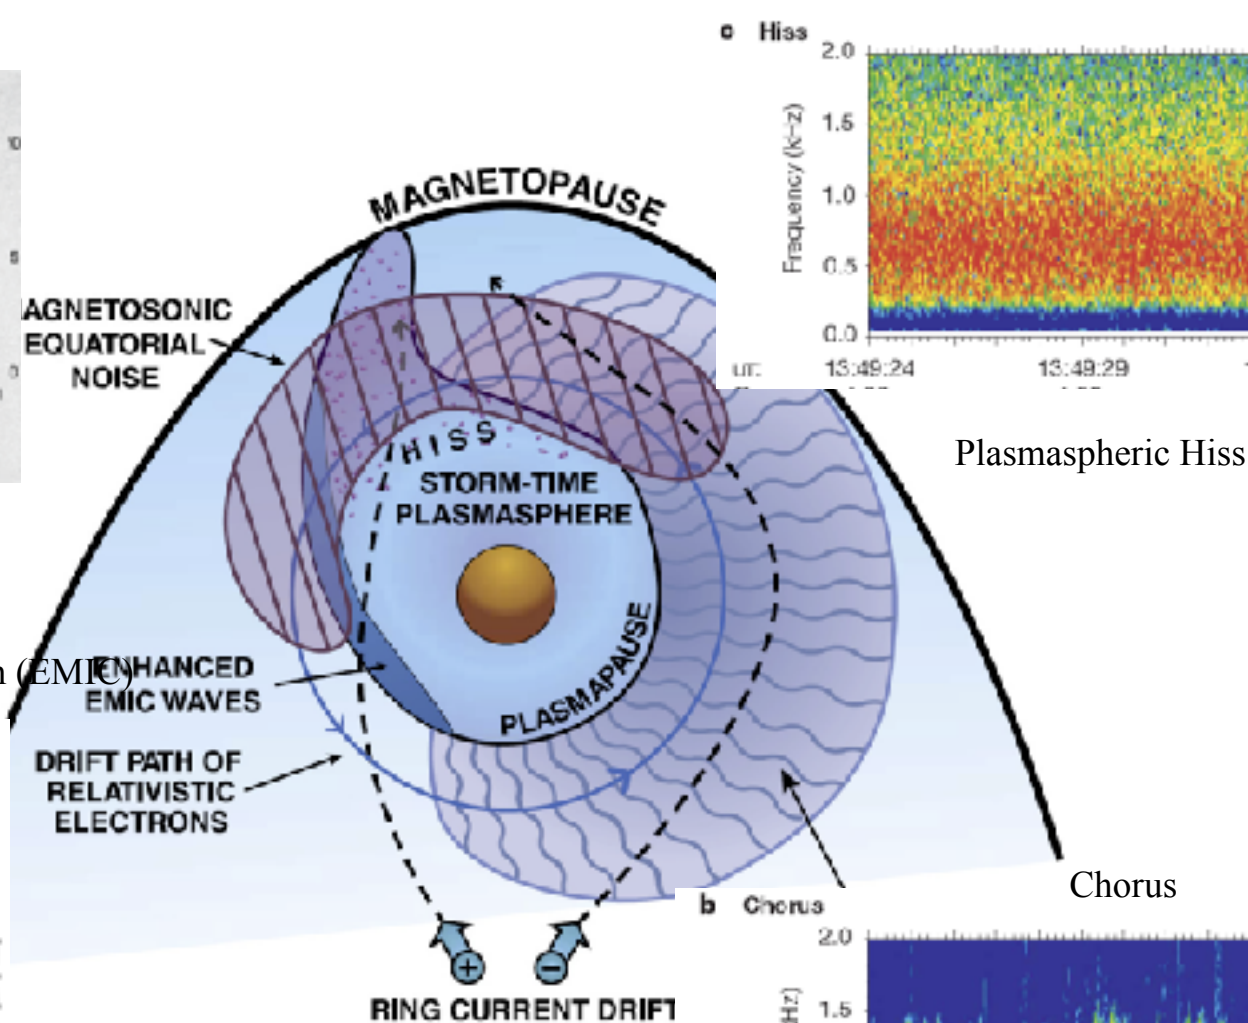 c Hiss
2.0
1.5
1.0
0.5
0.0
Frequency (kHz)
UT:
13:49:24
13:49:29
Plasmaspheric Hiss
MAGNETOPAUSE
AGNETOSONIC
EQUATORIAL
NOISE
HISS
STORM-TIME
PLASMASPHERE
PLASMAPAUSE
(EMIC)
ENHANCED
EMIC WAVES
DRIFT PATH OF
RELATIVISTIC
ELECTRONS
+
−
RING CURRENT DRIFT
Chorus
b Chorus
2.0
1.5
Hz)